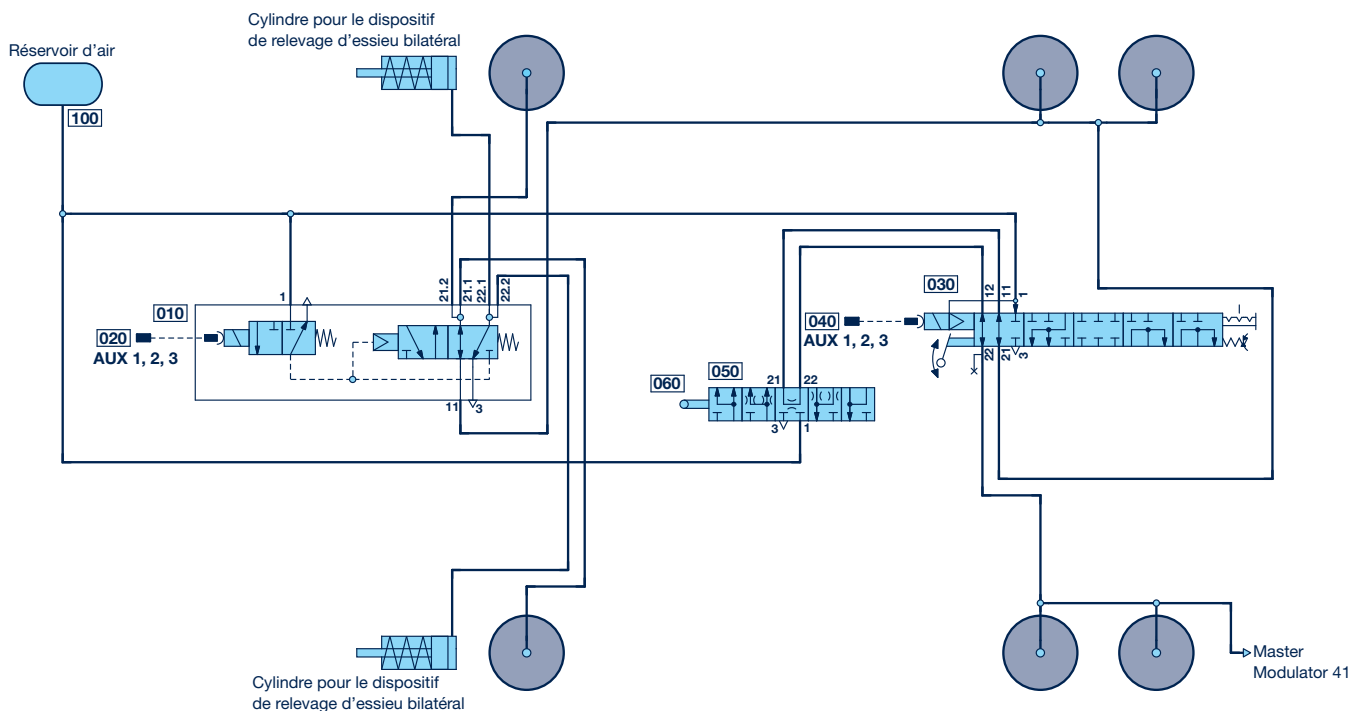 Cylindre pour le dispositif
de relevage d'essieu bilatéral
Réservoir d'air
100
010
1
21.2
21.1
22.1
22.2
020
AUX 1, 2, 3
11
3
030
12
11
1
040
AUX 1, 2, 3
22
21
3
050
060
21
22
3
1
Master
Modulator 41
Cylindre pour le dispositif
de relevage d'essieu bilatéral